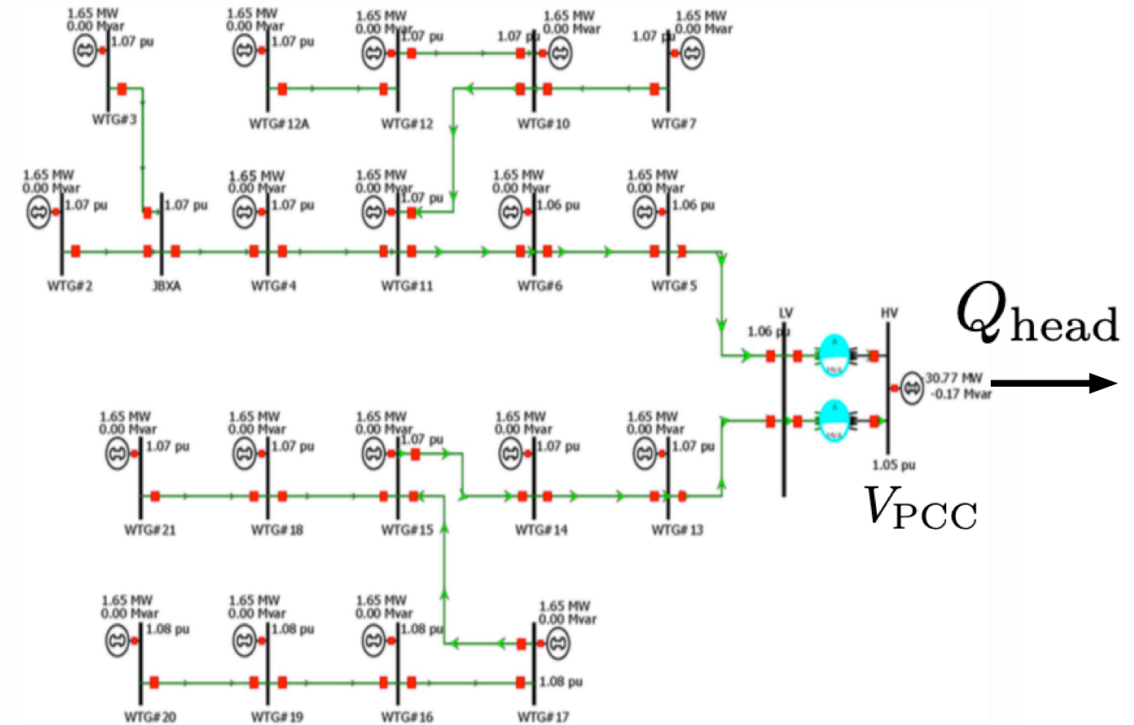 1.65 MW
0.00 Mvar
1.07 pu
WTG#3
1.65 MW
0.00 Mvar
1.07 pu
WTG#12A
1.65 MW
0.00 Mvar
1.07 pu
WTG#12
1.07 pu
1.65 MW
0.00 Mvar
WTG#10
1.07 pu
1.65 MW
0.00 Mvar
WTG#7
1.65 MW
0.00 Mvar
1.07 pu
WTG#2
1.07 pu
JBXA
1.65 MW
0.00 Mvar
1.07 pu
WTG#4
1.65 MW
0.00 Mvar
1.07 pu
WTG#11
1.65 MW
0.00 Mvar
1.06 pu
WTG#6
1.65 MW
0.00 Mvar
1.06 pu
WTG#5
LV
1.06 pu
HV
-30.77 MW
-0.17 Mvar
1.05 pu
Q head
V PCC
1.65 MW
0.00 Mvar
1.07 pu
WTG#21
1.65 MW
0.00 Mvar
1.07 pu
WTG#18
1.65 MW
0.00 Mvar
1.07 pu
WTG#15
1.65 MW
0.00 Mvar
1.07 pu
WTG#14
1.65 MW
0.00 Mvar
1.07 pu
WTG#13
1.65 MW
0.00 Mvar
1.08 pu
WTG#20
1.65 MW
0.00 Mvar
1.08 pu
WTG#19
1.65 MW
0.00 Mvar
1.08 pu
WTG#16
1.65 MW
0.00 Mvar
1.08 pu
WTG#17